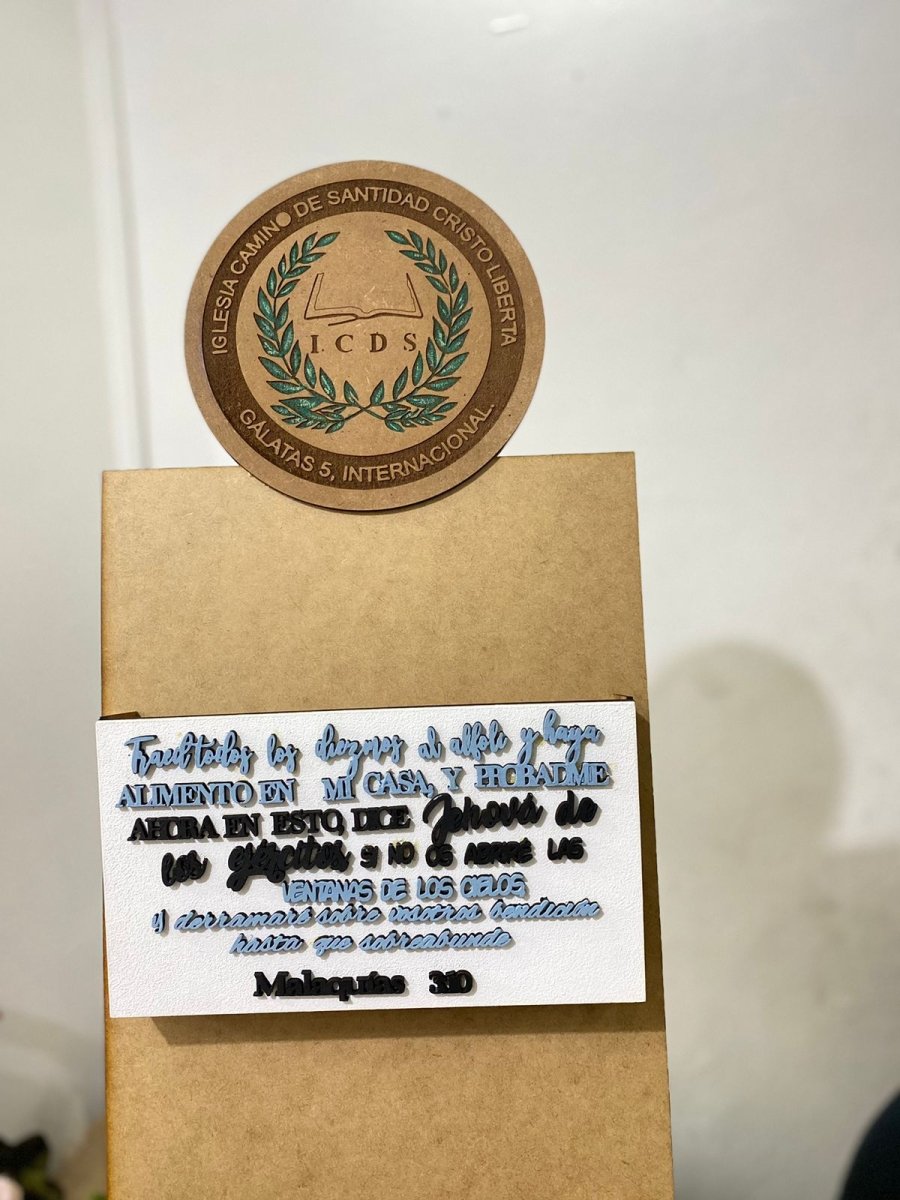 IGLESIA CAMINO DE SANTIDAD CRISTO LIBERTA
I. C D S
GÁLATAS 5, INTERNACIONAL.
Traed todos los diezmos al alfolí y haya
ALIMENTO EN MI CASA, Y PROBADME
AHORA EN ESTO, DICE Jehová de
los ejércitos SI NO OS ABRIRÉ LAS
VENTANAS DE LOS CIELOS
Y derramaré sobre vosotros bendición
hasta que sobreabunde
Malaquías 3:10